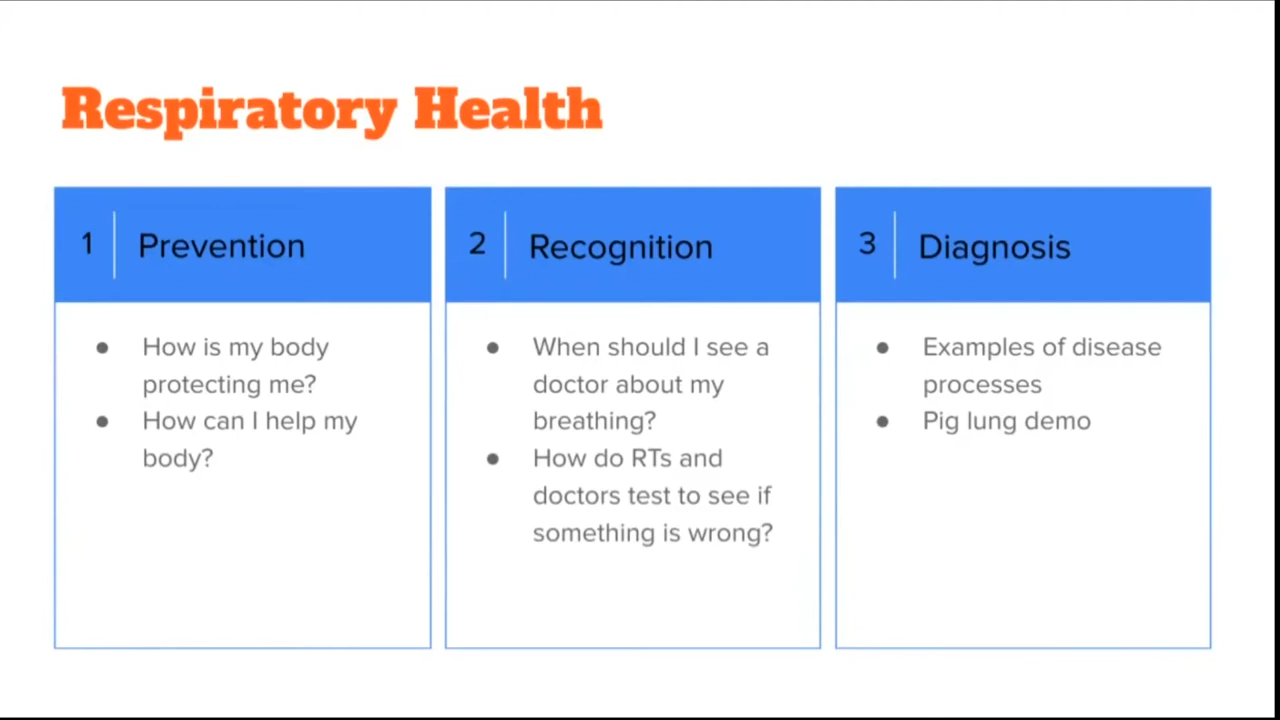 Respiratory Health
1 Prevention
● How is my body
protecting me?
● How can I help my
body?
2 Recognition
● When should I see a
doctor about my
breathing?
● How do RTs and
doctors test to see if
something is wrong?
3 Diagnosis
● Examples of disease
processes
● Pig lung demo